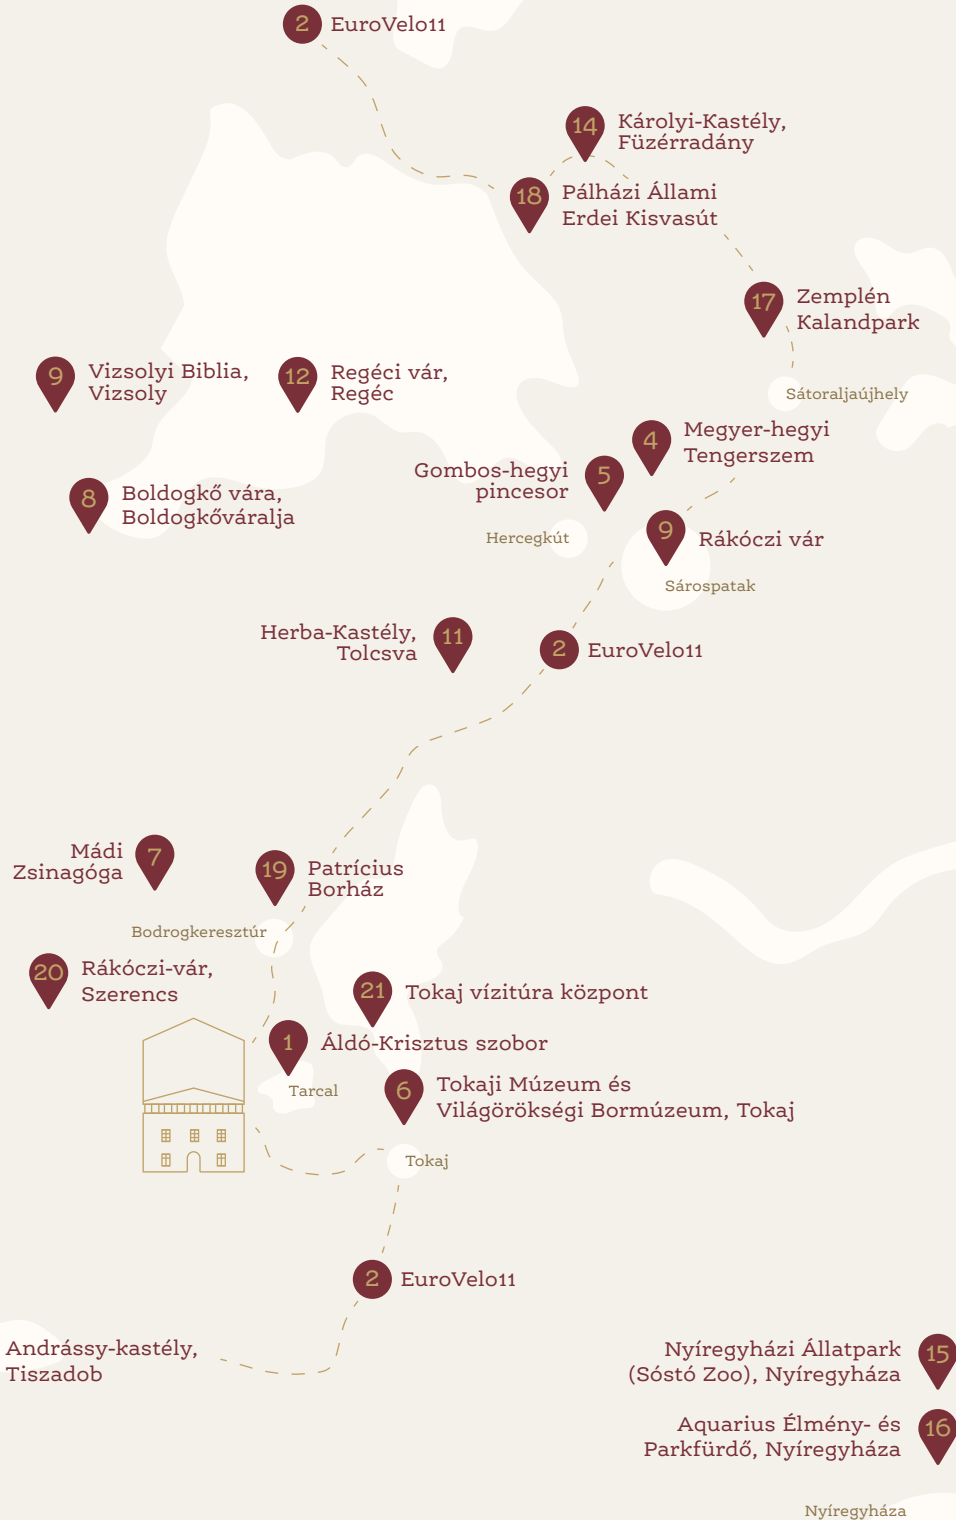 2 EuroVelo11
14 Károlyi-Kastély,
Füzérradány
18 Pálházi Állami
Erdei Kisvasút
17 Zemplén
Kalandpark
9 Vizsolyi Biblia,
Vizsoly
12 Regéci vár,
Regéc
Sátoraljaújhely
4 Megyer-hegyi
Tengerszem
Gombos-hegyi 5
pincesor
8 Boldogkő vára,
Boldogkőváralja
Hercegkút
9 Rákóczi vár
Sárospatak
Herba-Kastély, 11
Tolcsva
2 EuroVelo11
Mádi 7
Zsinagóga
19 Patrícius
Borház
Bodrogkeresztúr
20 Rákóczi-vár,
Szerencs
21 Tokaj vízitúra központ
1 Áldó-Krisztus szobor
Tarcal
6 Tokaji Múzeum és
Világörökségi Bormúzeum, Tokaj
Tokaj
2 EuroVelo11
Andrássy-kastély,
Tiszadob
Nyíregyházi Állatpark 15
(Sóstó Zoo), Nyíregyháza
Aquarius Élmény- és 16
Parkfürdő, Nyíregyháza
Nyíregyháza